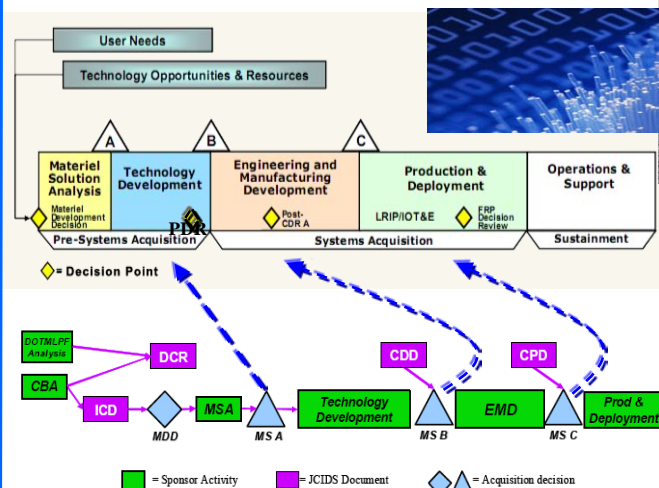 User Needs
Technology Opportunities & Resources
A
B
C
Materiel
Solution
Analysis
Technology
Development
Engineering and
Manufacturing
Development
Production &
Deployment
Operations &
Support
Materiel
Development
Decision
PDR
Post-
CDR A
LRIP/IOT&E
FRP
Decision
Review
Pre-Systems Acquisition
Systems Acquisition
Sustainment
= Decision Point
DOTMLPF
Analysis
DCR
CBA
ICD
MDD
MSA
MS A
Technology
Development
CDD
MS B
EMD
CPD
MS C
Prod &
Deployment
= Sponsor Activity
= JCIDS Document
= Acquisition decision